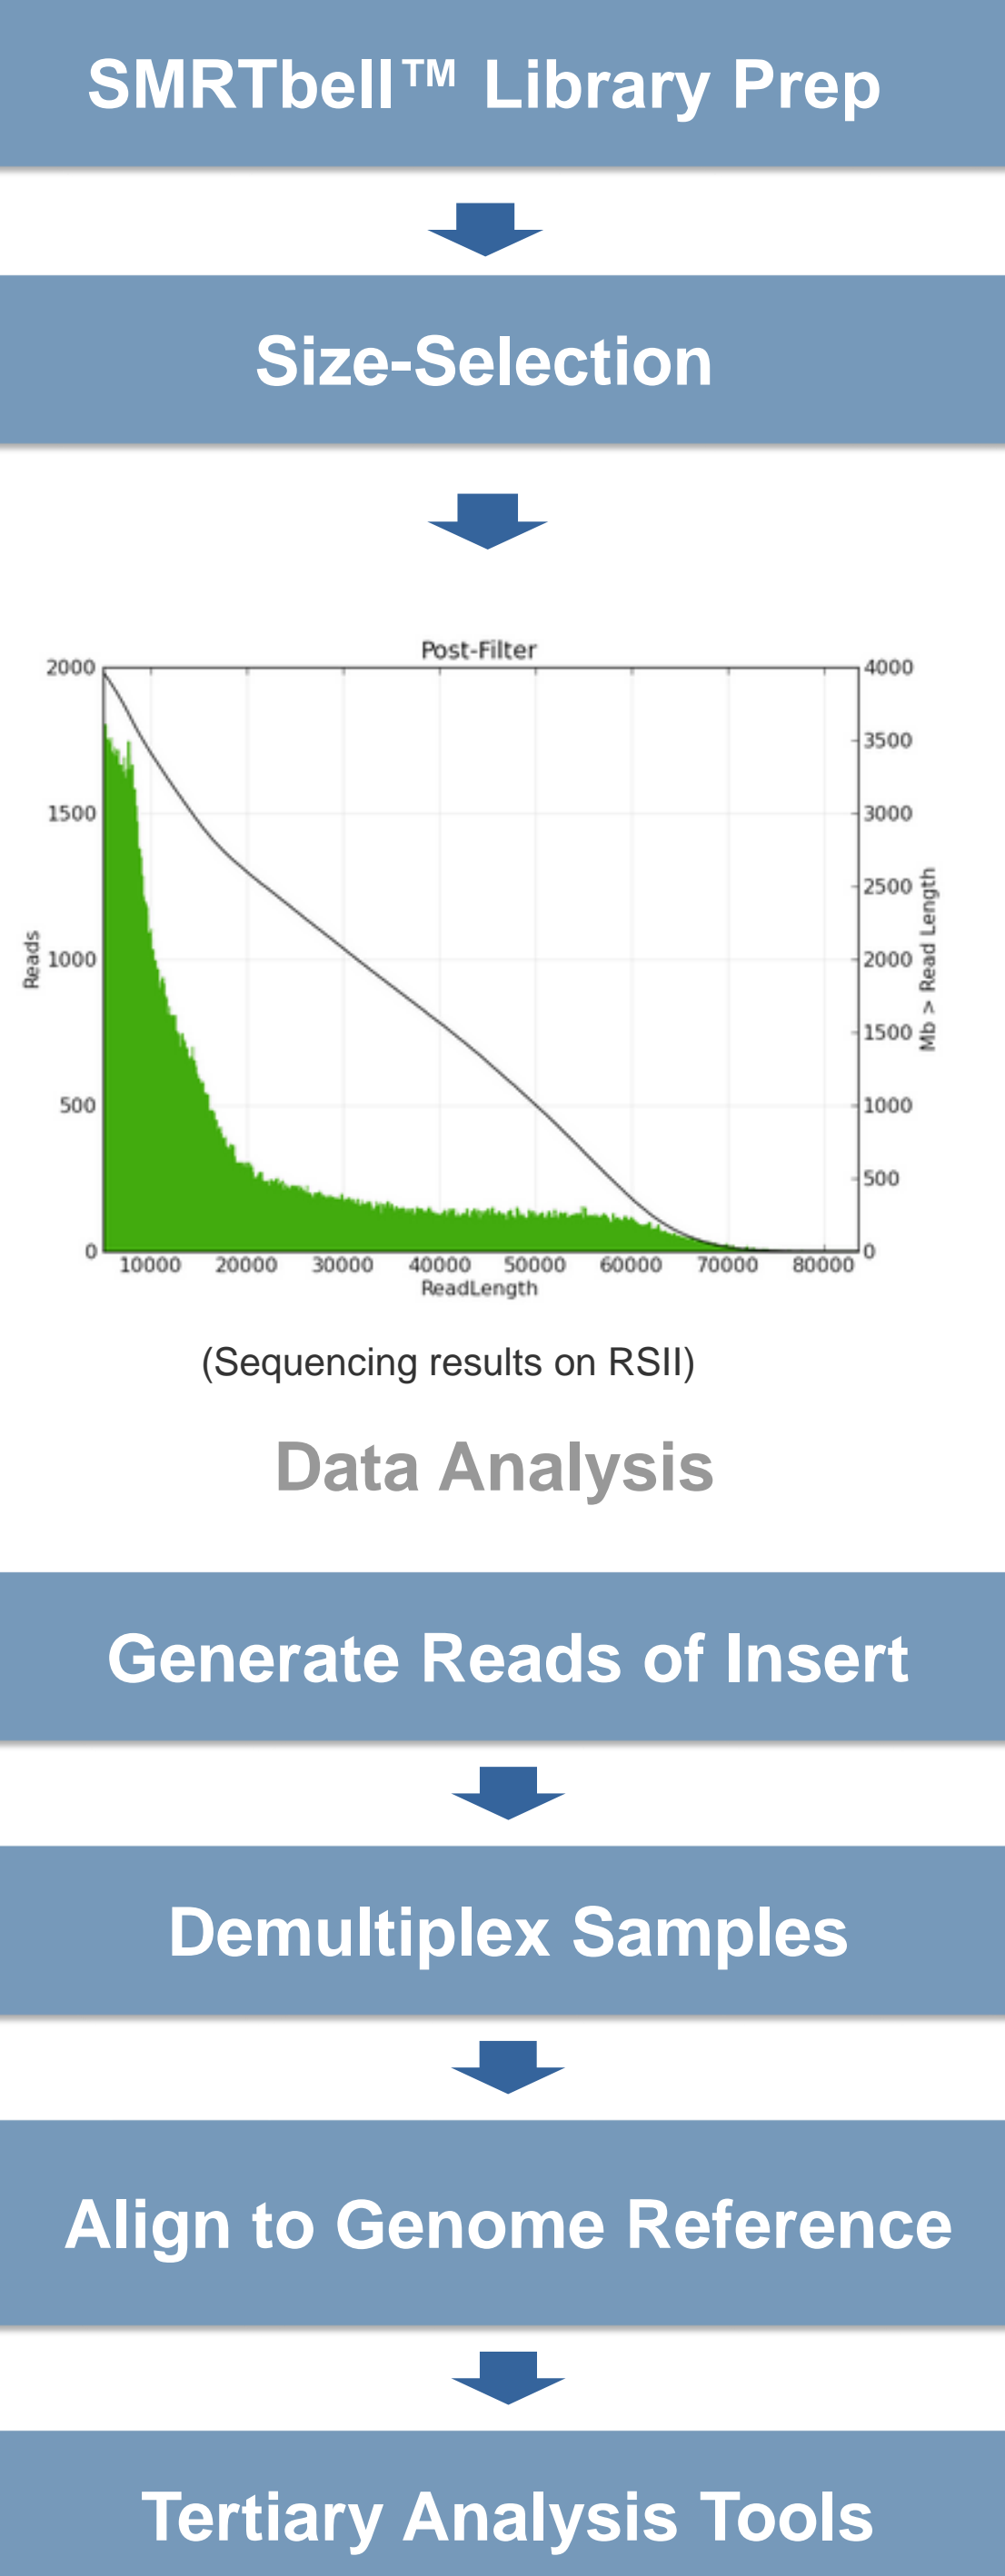 SMRTbell™ Library Prep
Size-Selection
Post-Filter
2000
1500
1000
500
0
Reads
4000
3500
3000
2500
2000
1500
1000
500
0
Mb > Read Length
10000 20000 30000 40000 50000 60000 70000 80000
ReadLength
(Sequencing results on RSII)
Data Analysis
Generate Reads of Insert
Demultiplex Samples
Align to Genome Reference
Tertiary Analysis Tools